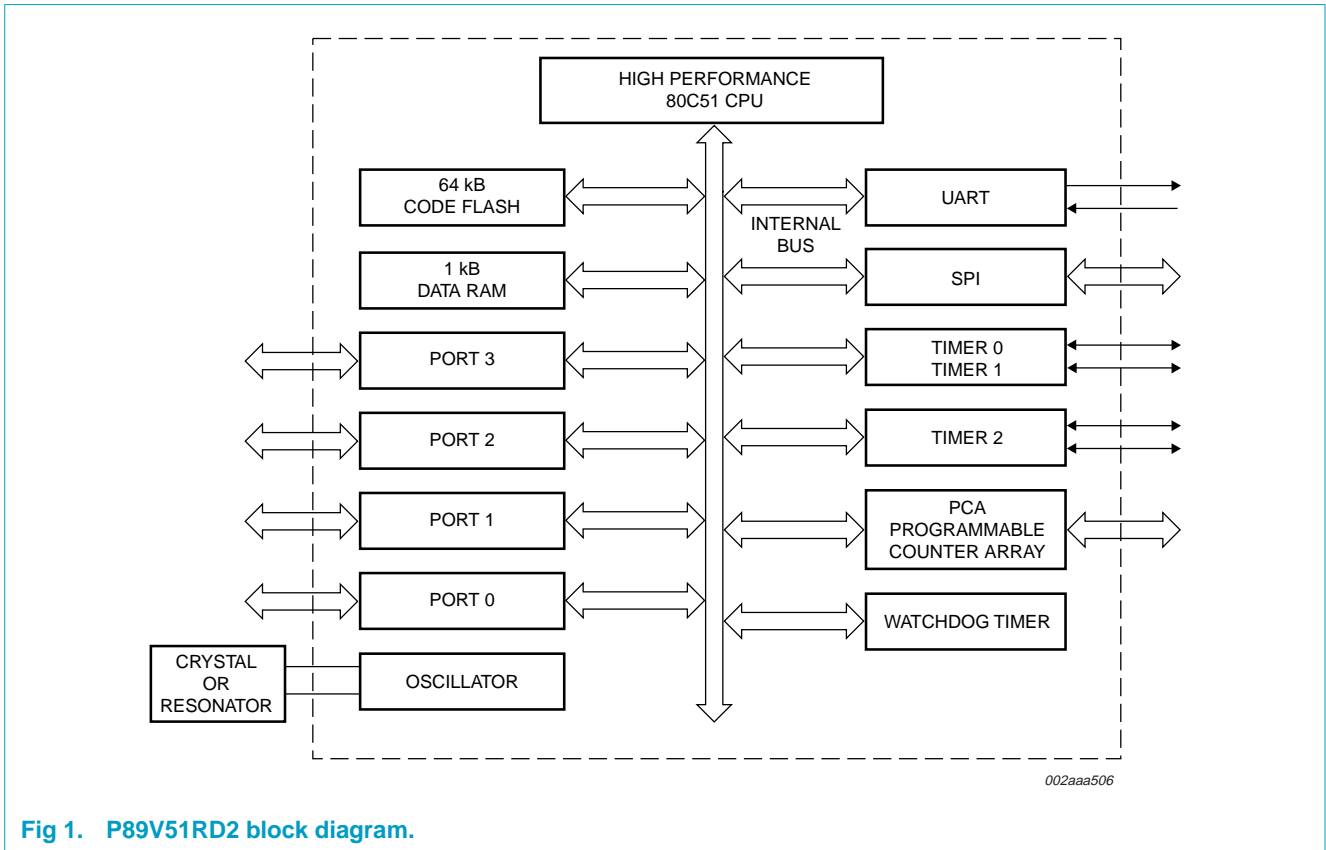 HIGH PERFORMANCE
80C51 CPU
64 kB
CODE FLASH
1 kB
DATA RAM
PORT 3
PORT 2
PORT 1
PORT 0
CRYSTAL
OR
RESONATOR
OSCILLATOR
INTERNAL
BUS
UART
SPI
TIMER 0
TIMER 1
TIMER 2
PCA
PROGRAMMABLE
COUNTER ARRAY
WATCHDOG TIMER
002aaa506
Fig 1. P89V51RD2 block diagram.